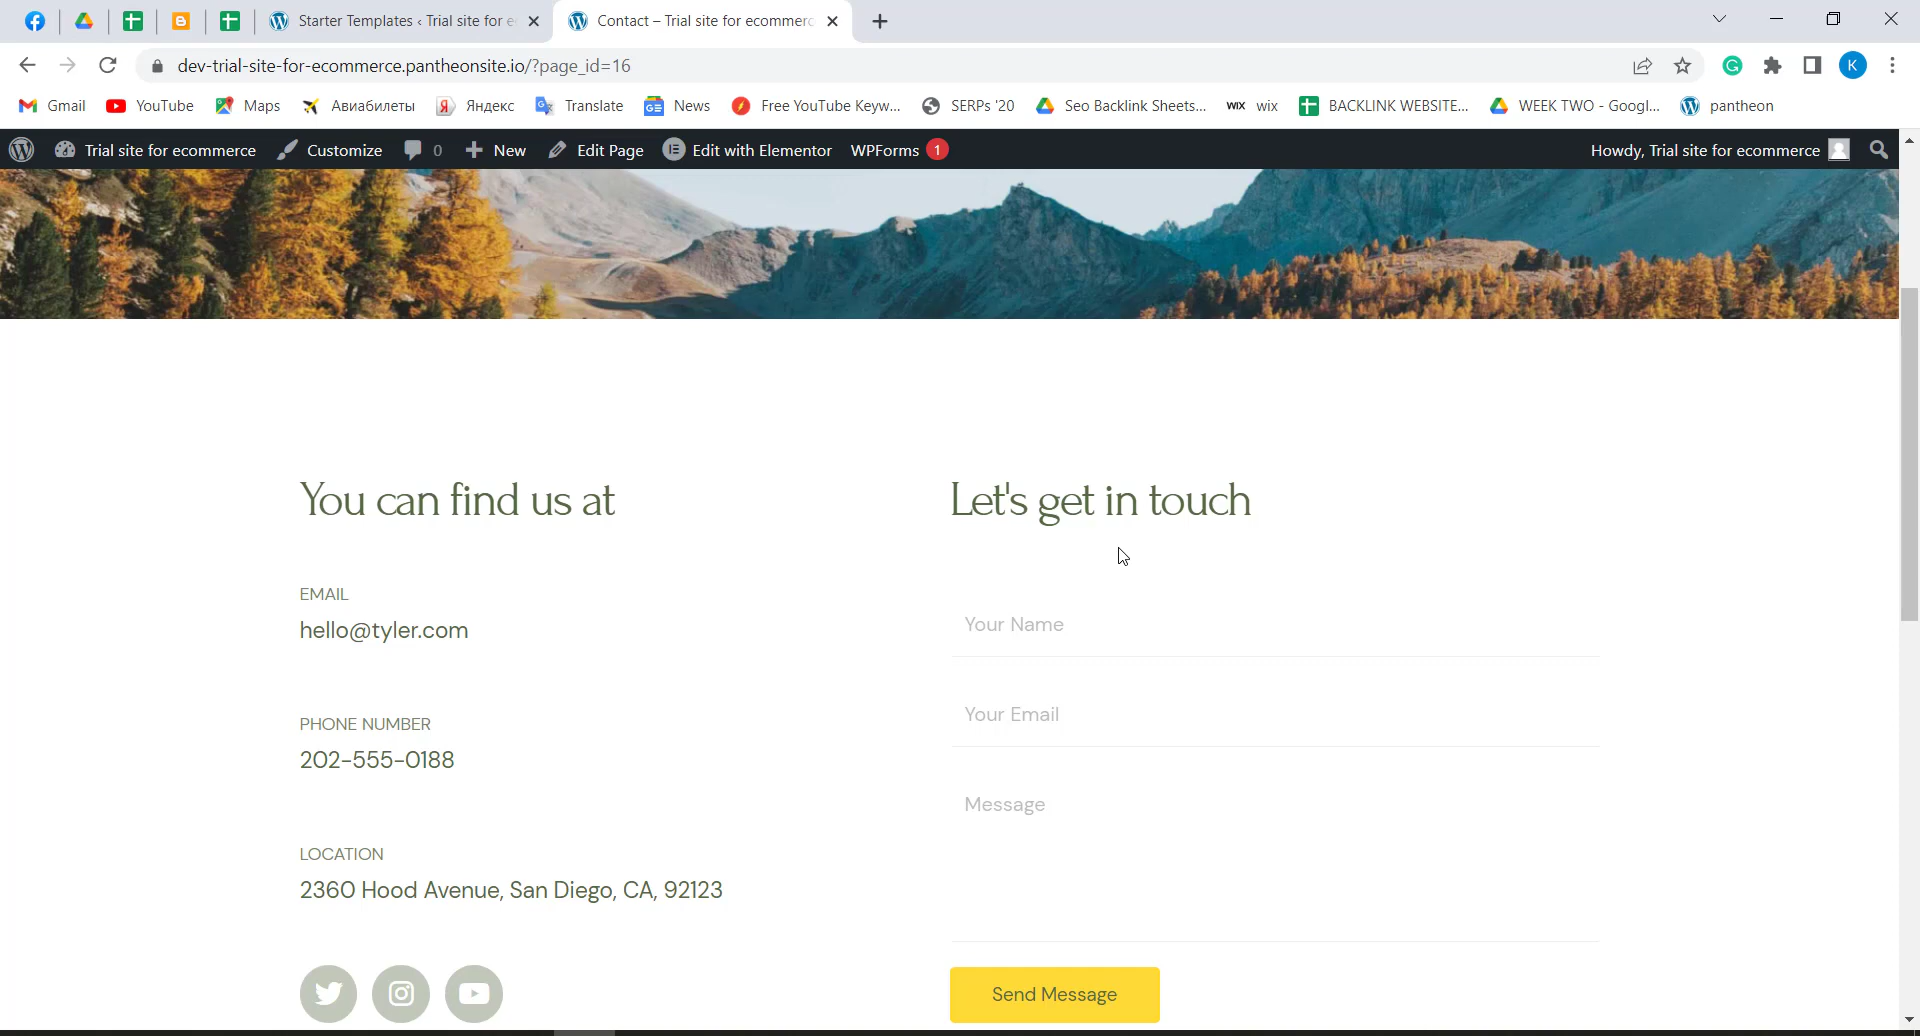 Starter Templates ‹ Trial site for e
Contact – Trial site for ecommerc
dev-trial-site-for-ecommerce.pantheonsite.io/?page_id=16
K
Gmail YouTube Maps Авиабилеты Яндекс Translate News Free YouTube Keyw... SERPs '20 Seo Backlink Sheets... WIX wix BACKLINK WEBSITE... WEEK TWO - Googl... pantheon
Trial site for ecommerce Customize 0 New Edit Page Edit with Elementor WPForms 1 Howdy, Trial site for ecommerce
You can find us at
EMAIL
hello@tyler.com
PHONE NUMBER
202-555-0188
LOCATION
2360 Hood Avenue, San Diego, CA, 92123
Let's get in touch
Your Name
Your Email
Message
Send Message